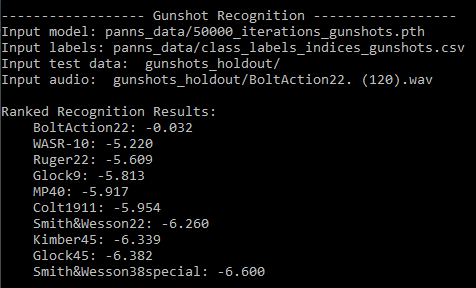 ------------------- Gunshot Recognition -------------------
Input model: panns_data/50000_iterations_gunshots.pth
Input labels: panns_data/class_labels_indices_gunshots.csv
Input test data:  gunshots_holdout/
Input audio:  gunshots_holdout/BoltAction22. (120).wav

Ranked Recognition Results:
    BoltAction22: -0.032
    WASR-10: -5.220
    Ruger22: -5.609
    Glock9: -5.813
    MP40: -5.917
    Colt1911: -5.954
    Smith&Wesson22: -6.260
    Kimber45: -6.339
    Glock45: -6.382
    Smith&Wesson38special: -6.600